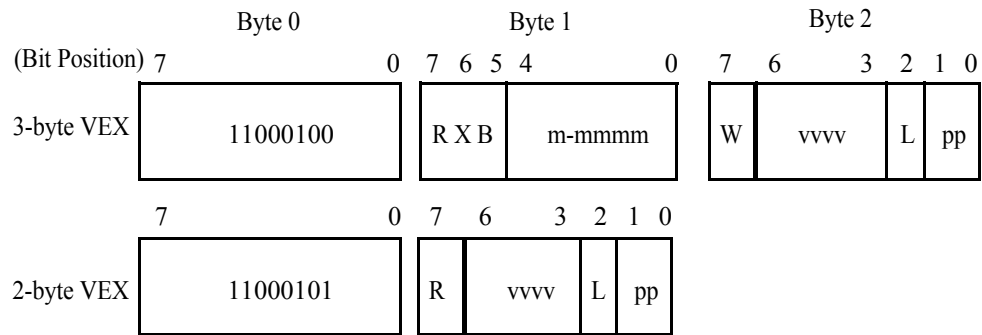 Byte 0 Byte 1 Byte 2
(Bit Position) 7 0 7 6 5 4 0 7 6 3 2 1 0
3-byte VEX 11000100 R X B m-mmmm W vvvv L pp
7 0 7 6 3 2 1 0
2-byte VEX 11000101 R vvvv L pp